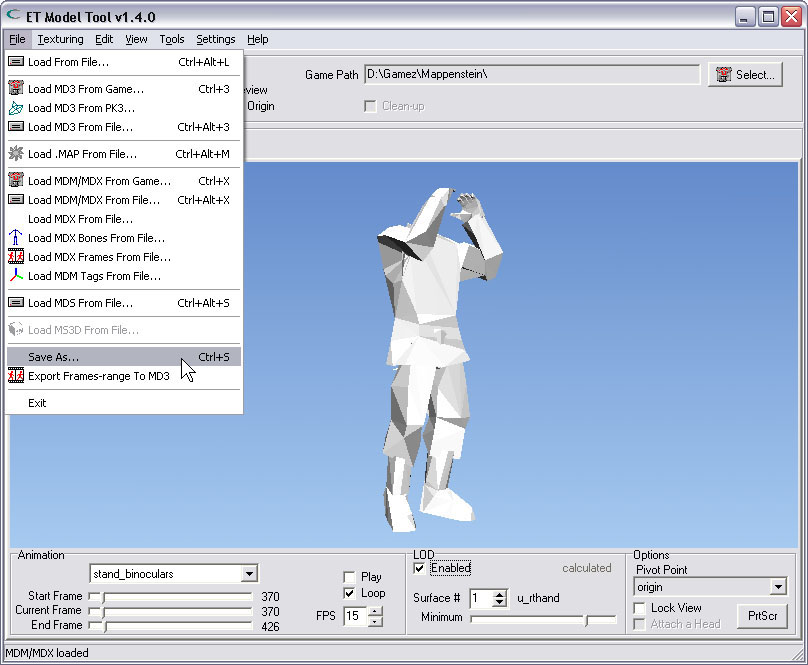 ET Model Tool v1.4.0
File Texturing Edit View Tools Settings Help
Load From File... Ctrl+Alt+L
Load MD3 From Game... Ctrl+3
Load MD3 From PK3...
Load MD3 From File... Ctrl+Alt+3
Load .MAP From File... Ctrl+Alt+M
Load MDM/MDX From Game... Ctrl+X
Load MDM/MDX From File... Ctrl+Alt+X
Load MDX From File...
Load MDX Bones From File...
Load MDX Frames From File...
Load MDM Tags From File...
Load MDS From File... Ctrl+Alt+S
Load MS3D From File...
Save As... Ctrl+S
Export Frames-range To MD3
Exit
Game Path D:\Gamez\Mappenstein\ Select...
eview
Origin Clean-up
Animation
stand_binoculars
Start Frame 370
Current Frame 370
End Frame 426
Play
Loop
FPS 15
LOD
Enabled calculated
Surface # 1 u_rthand
Minimum
Options
Pivot Point
origin
Lock View
Attach a Head
PrtScr
MDM/MDX loaded